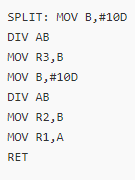 SPLIT: MOV B,#10D
DIV AB
MOV R3,B
MOV B,#10D
DIV AB
MOV R2,B
MOV R1,A
RET